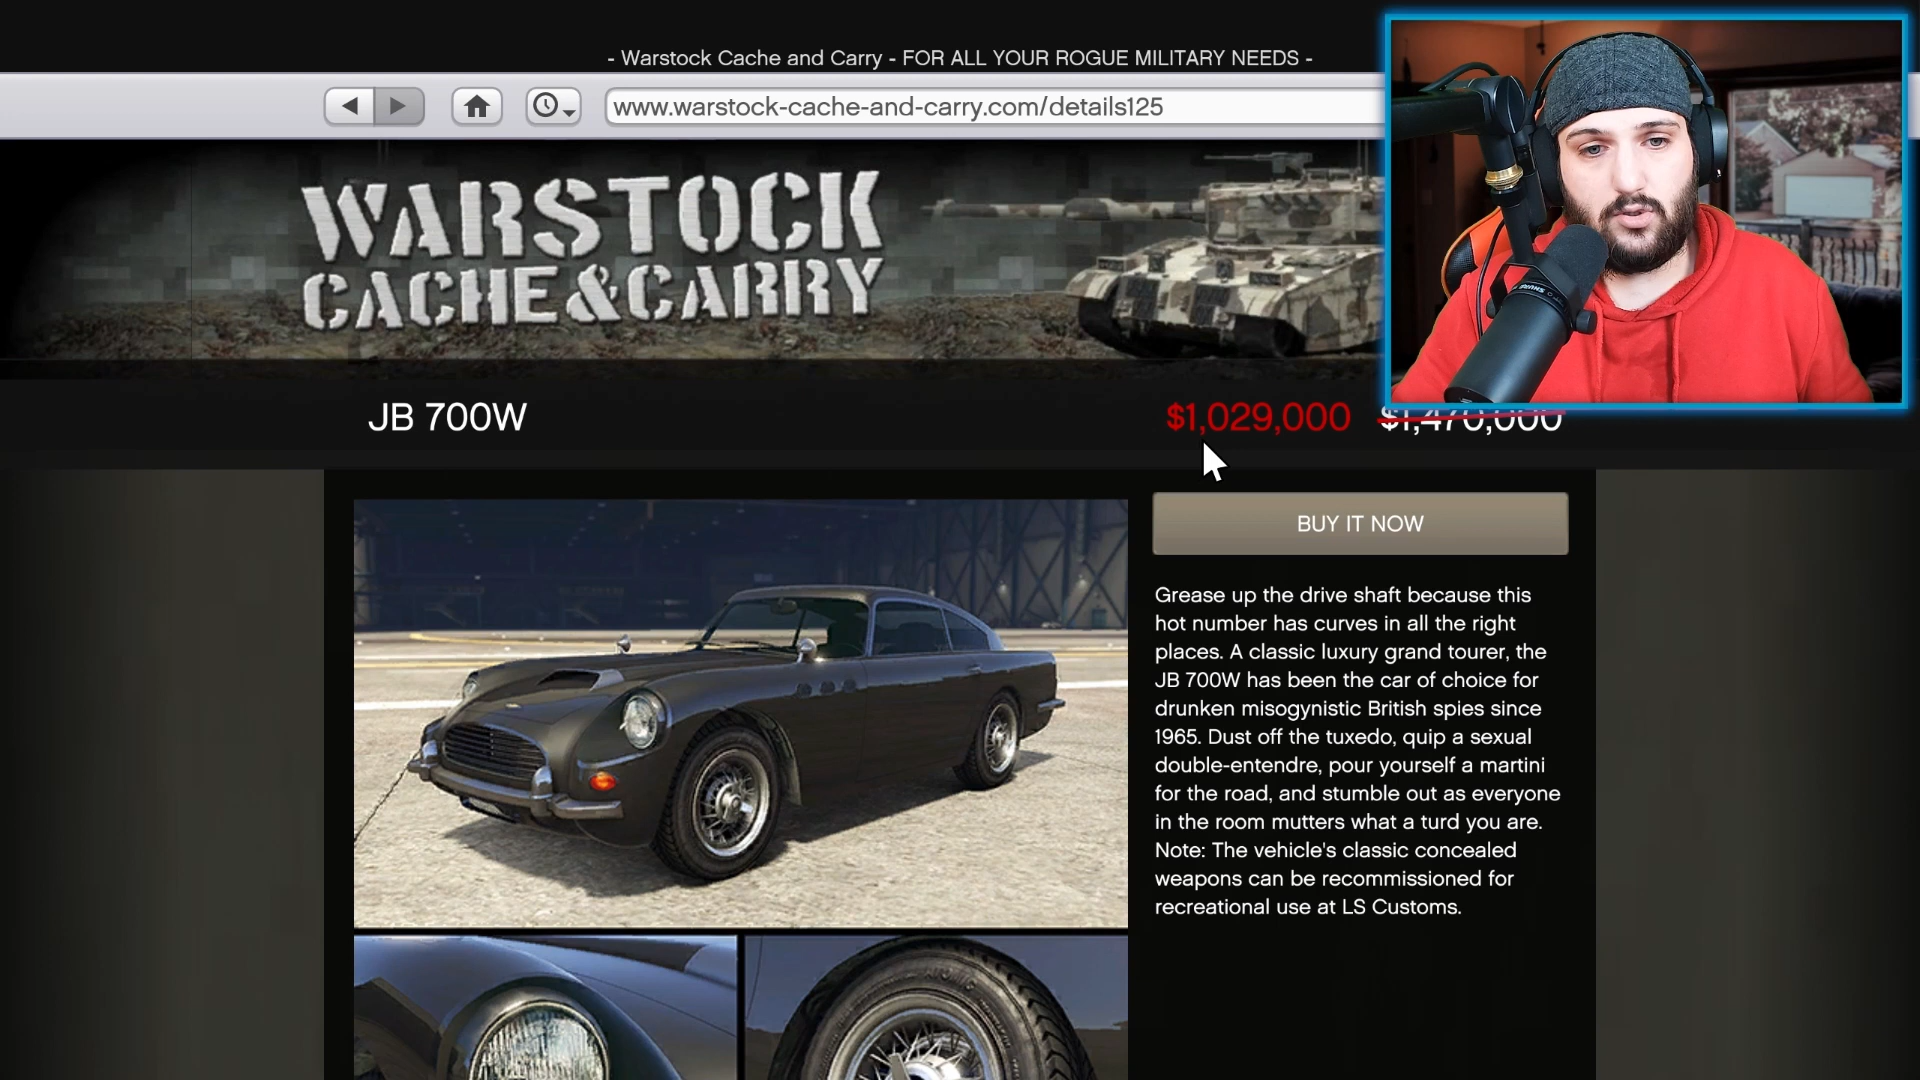 - Warstock Cache and Carry - FOR ALL YOUR ROGUE MILITARY NEEDS -
www.warstock-cache-and-carry.com/details125
WARSTOCK
CACHE & CARRY
JB 700W
$1,029,000 $1,470,000
BUY IT NOW
Grease up the drive shaft because this
hot number has curves in all the right
places. A classic luxury grand tourer, the
JB 700W has been the car of choice for
drunken misogynistic British spies since
1965. Dust off the tuxedo, quip a sexual
double-entendre, pour yourself a martini
for the road, and stumble out as everyone
in the room mutters what a turd you are.
Note: The vehicle's classic concealed
weapons can be recommissioned for
recreational use at LS Customs.